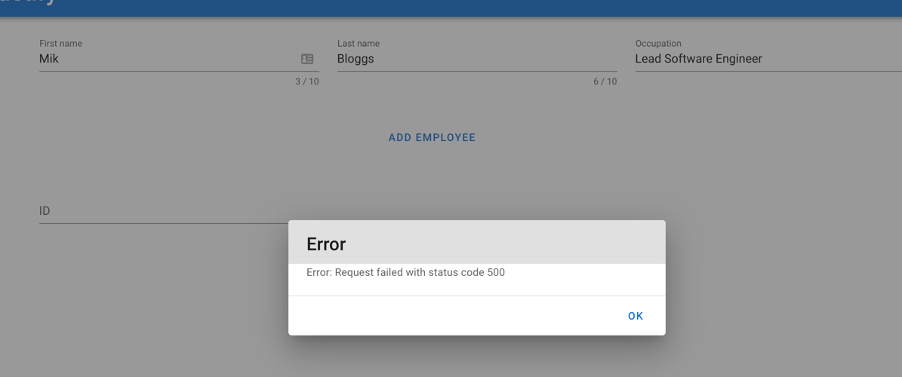 First name
Last name
Occupation
Mik
Bloggs
Lead Software Engineer
3 / 10
6 / 10
ADD EMPLOYEE
ID
Error
Error: Request failed with status code 500
OK